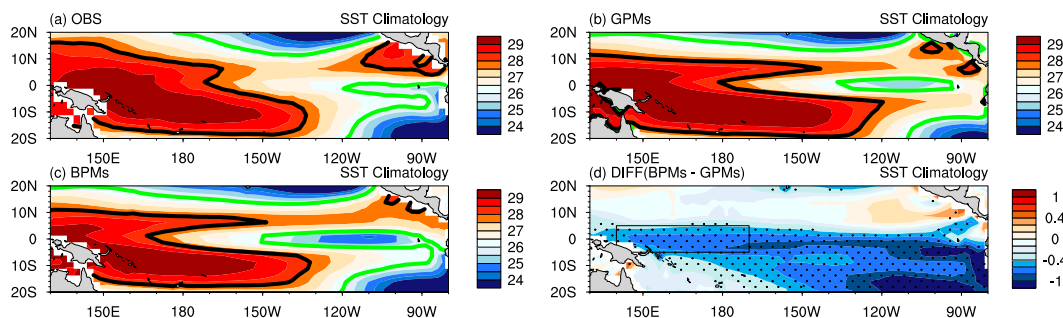 (a) OBS SST Climatology
20N
10N
0
10S
20S
150E 180 150W 120W 90W
29
28
27
26
25
24
(b) GPMs SST Climatology
20N
10N
0
10S
20S
150E 180 150W 120W 90W
29
28
27
26
25
24
(c) BPMs SST Climatology
20N
10N
0
10S
20S
150E 180 150W 120W 90W
29
28
27
26
25
24
(d) DIFF(BPMs - GPMs) SST Climatology
20N
10N
0
10S
20S
150E 180 150W 120W 90W
1
0.4
0
-0.4
-1